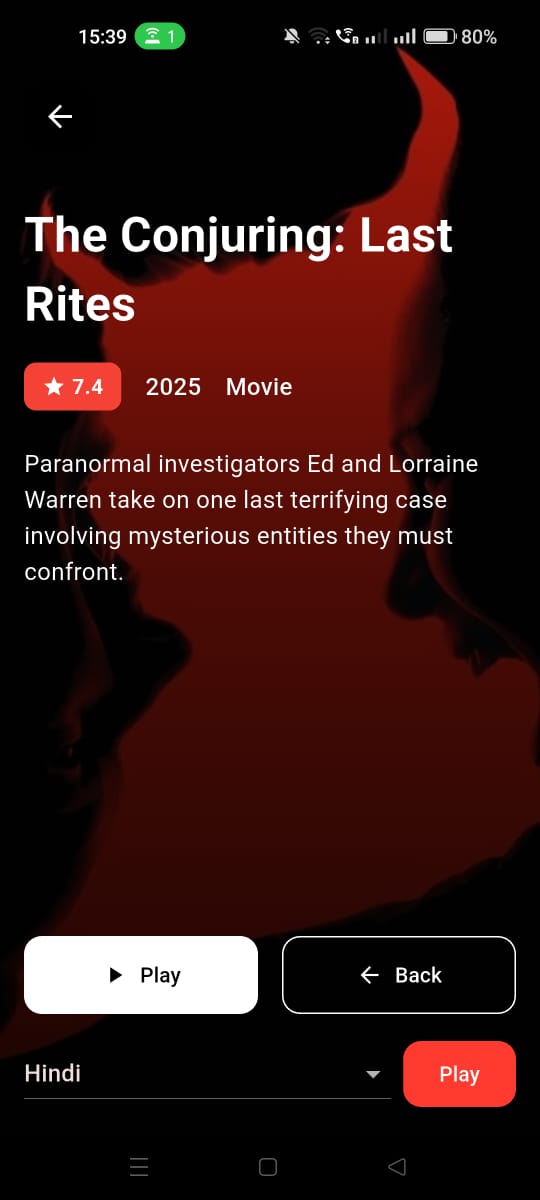 15:39 1 80%
The Conjuring: Last
Rites
7.4 2025 Movie
Paranormal investigators Ed and Lorraine
Warren take on one last terrifying case
involving mysterious entities they must
confront.
Play Back
Hindi Play